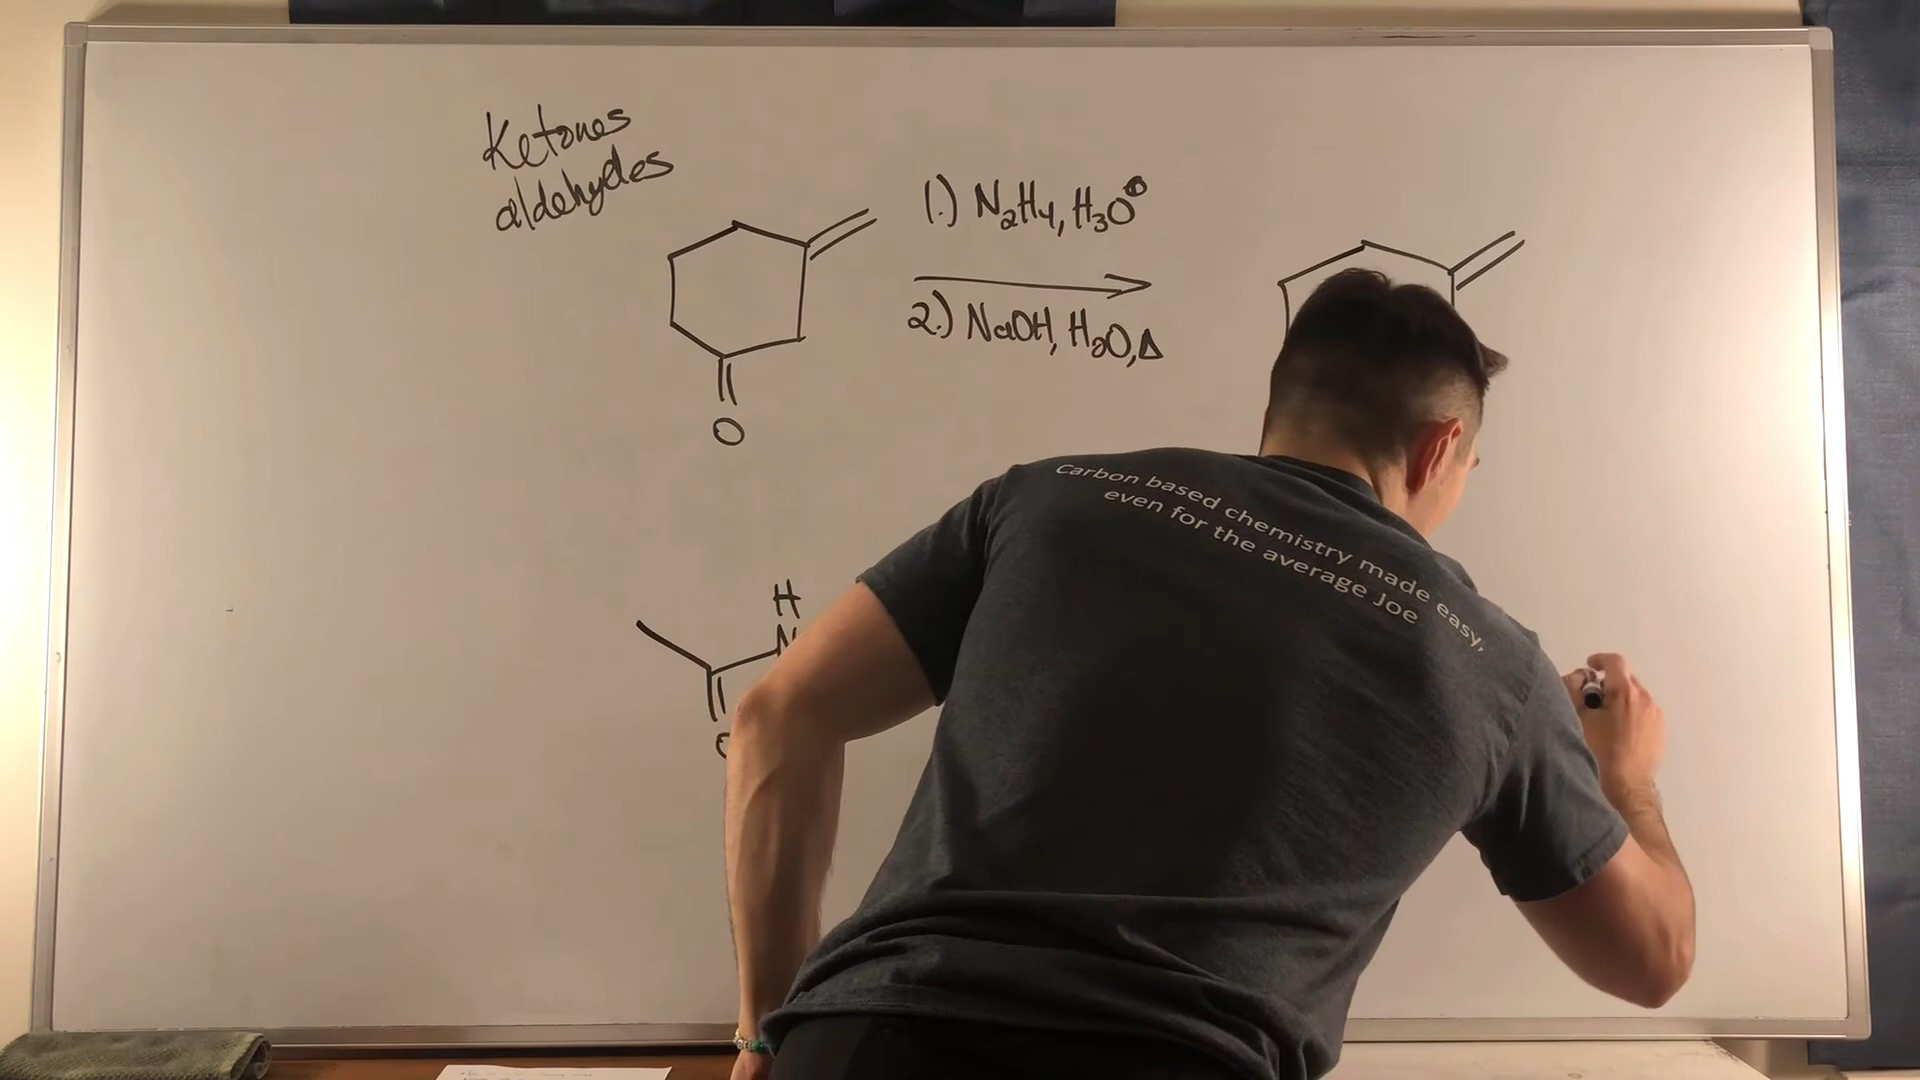 Ketones
aldehydes
1.) N₂H₄, H₃O⊕
2.) NaOH, H₂O, Δ
O
Carbon based chemistry made easy,
even for the average Joe
H
N
O